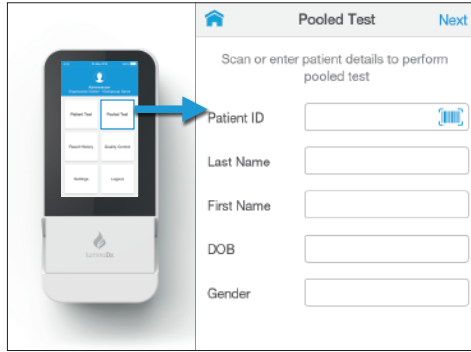 Patient Test
Pooled Test
Result History
Quality Control
Settings
Logout
lumiraDx
Pooled Test
Next
Scan or enter patient details to perform
pooled test
Patient ID
Last Name
First Name
DOB
Gender